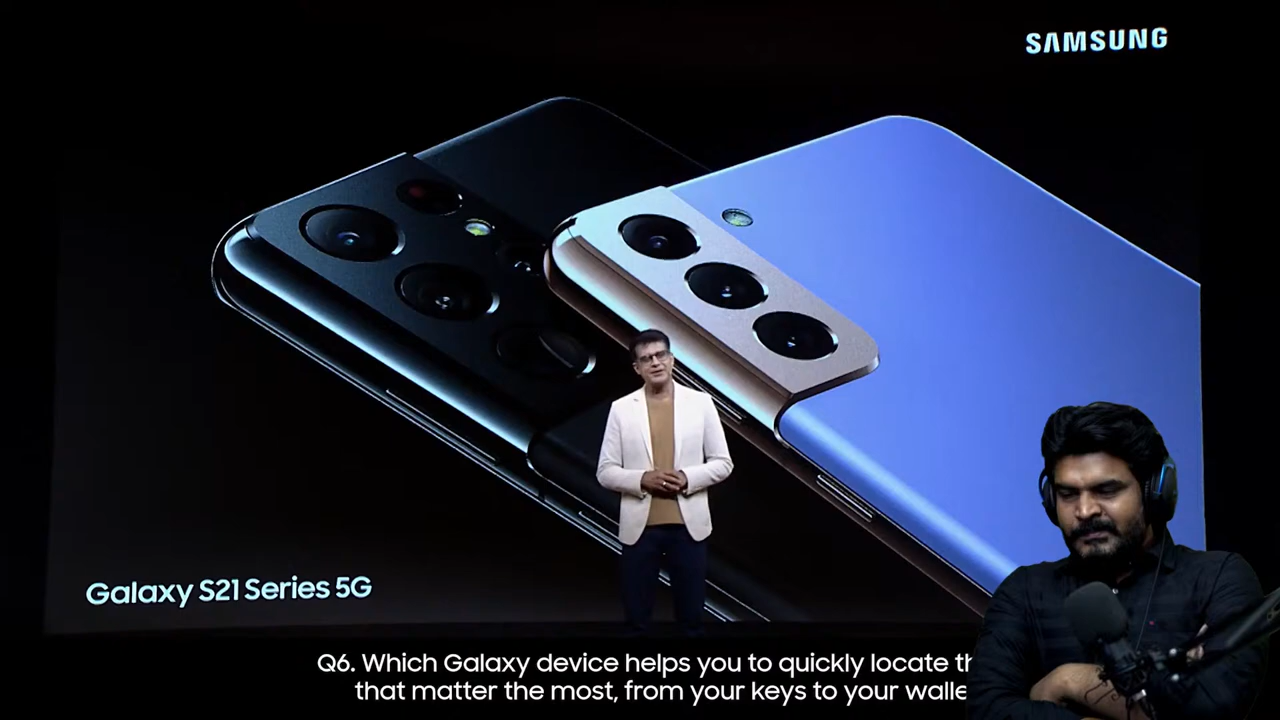 SAMSUNG
Galaxy S21 Series 5G
Q6. Which Galaxy device helps you to quickly locate
that matter the most, from your keys to your